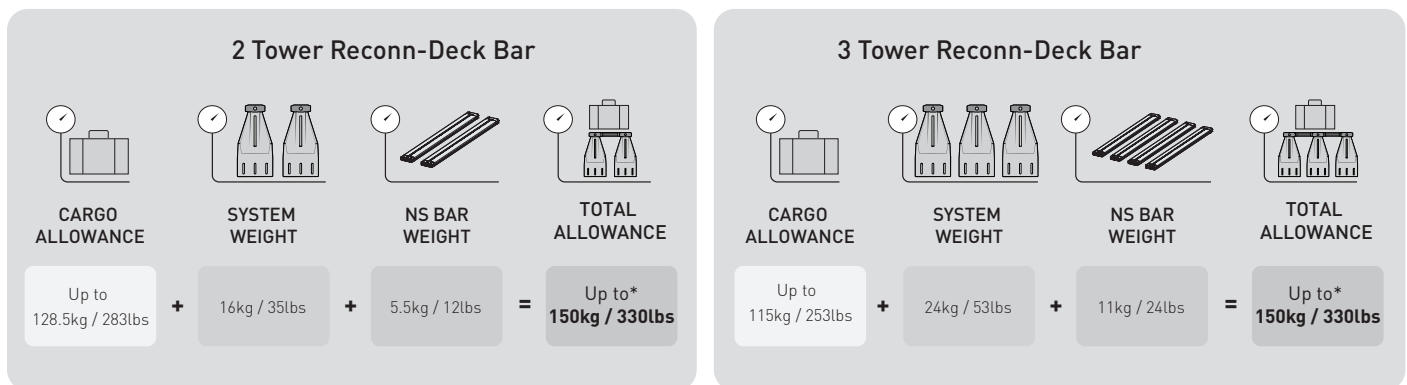 2 Tower Reconn-Deck Bar
CARGO
ALLOWANCE
SYSTEM
WEIGHT
NS BAR
WEIGHT
TOTAL
ALLOWANCE
Up to
128.5kg / 283lbs
+
16kg / 35lbs
+
5.5kg / 12lbs
=
Up to*
150kg / 330lbs
3 Tower Reconn-Deck Bar
CARGO
ALLOWANCE
SYSTEM
WEIGHT
NS BAR
WEIGHT
TOTAL
ALLOWANCE
Up to
115kg / 253lbs
+
24kg / 53lbs
+
11kg / 24lbs
=
Up to*
150kg / 330lbs